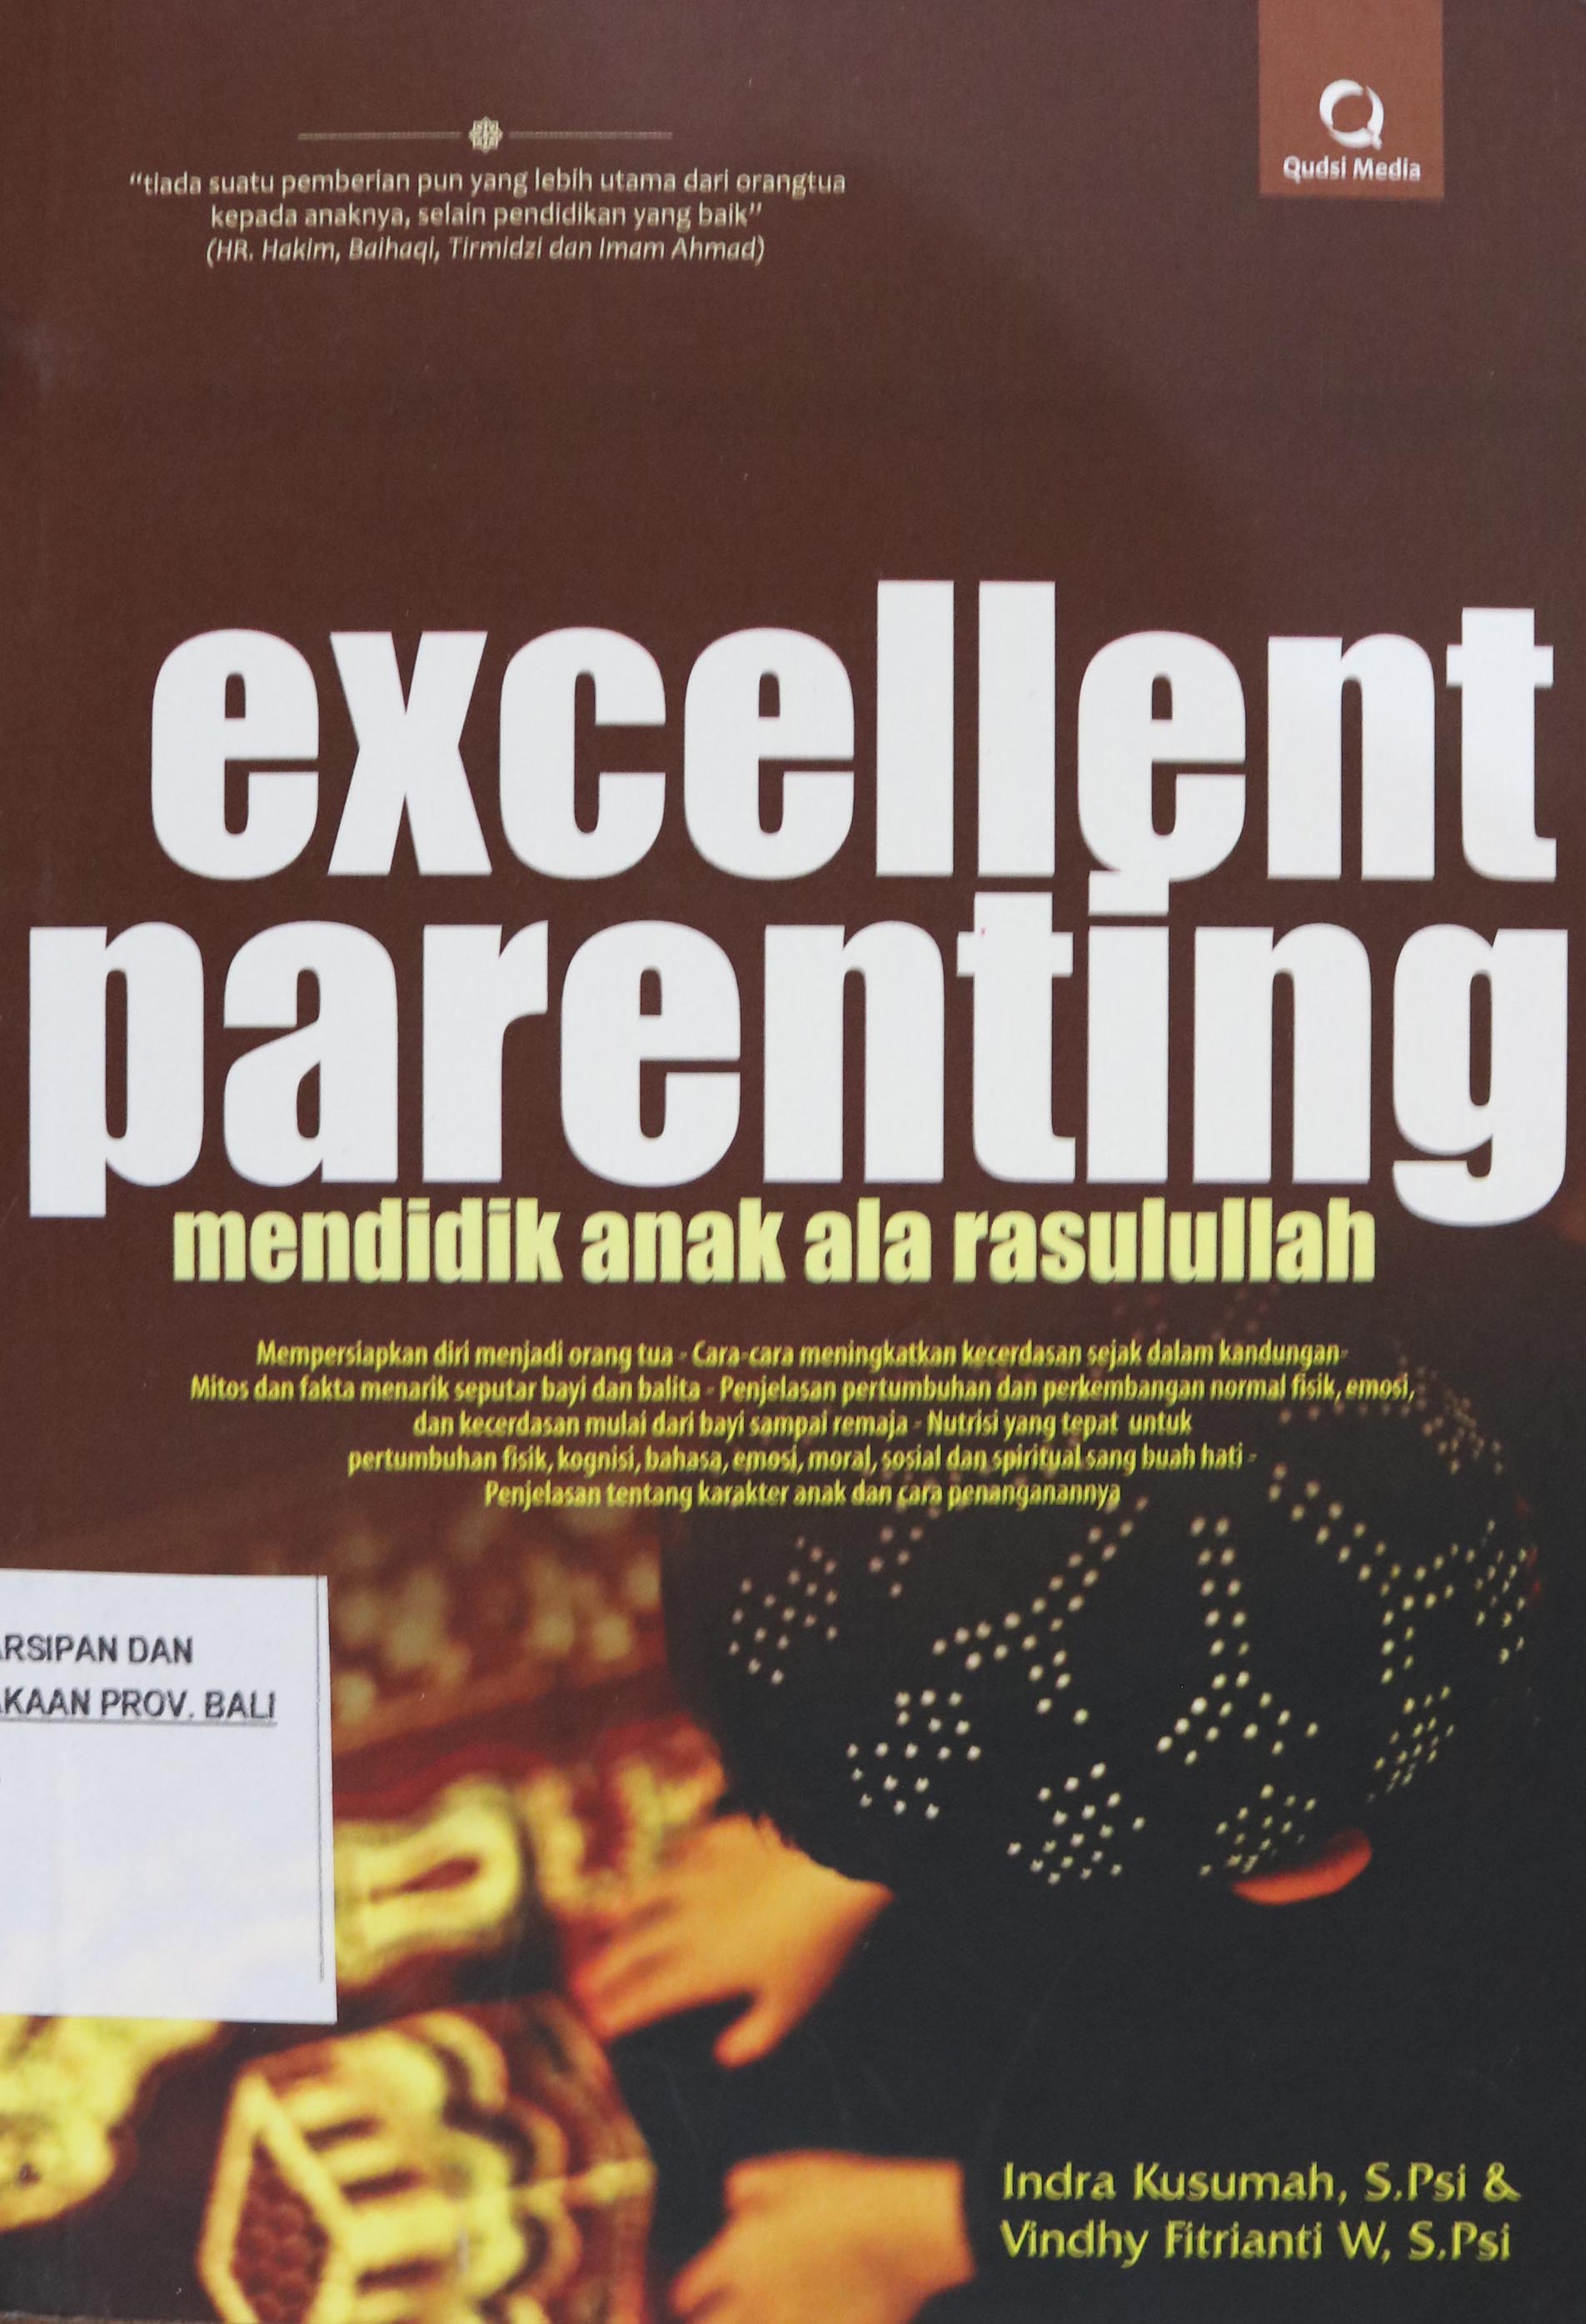 Qudsi Media
“tiada suatu pemberian pun yang lebih utama dari orangtua
kepada anaknya, selain pendidikan yang baik”
(HR. Hakim, Baihaqi, Tirmidzi dan Imam Ahmad)
excellent
parenting
mendidik anak ala rasulullah
Mempersiapkan diri menjadi orang tua - Cara-cara meningkatkan kecerdasan sejak dalam kandungan-
Mitos dan fakta menarik seputar bayi dan balita - Penjelasan pertumbuhan dan perkembangan normal fisik, emosi,
dan kecerdasan mulai dari bayi sampai remaja - Nutrisi yang tepat untuk
pertumbuhan fisik, kognisi, bahasa, emosi, moral, sosial dan spiritual sang buah hati -
Penjelasan tentang karakter anak dan cara penanganannya
ARSIPAN DAN
AKAAN PROV. BALI
Indra Kusumah, S.Psi &
Vindhy Fitrianti W, S.Psi